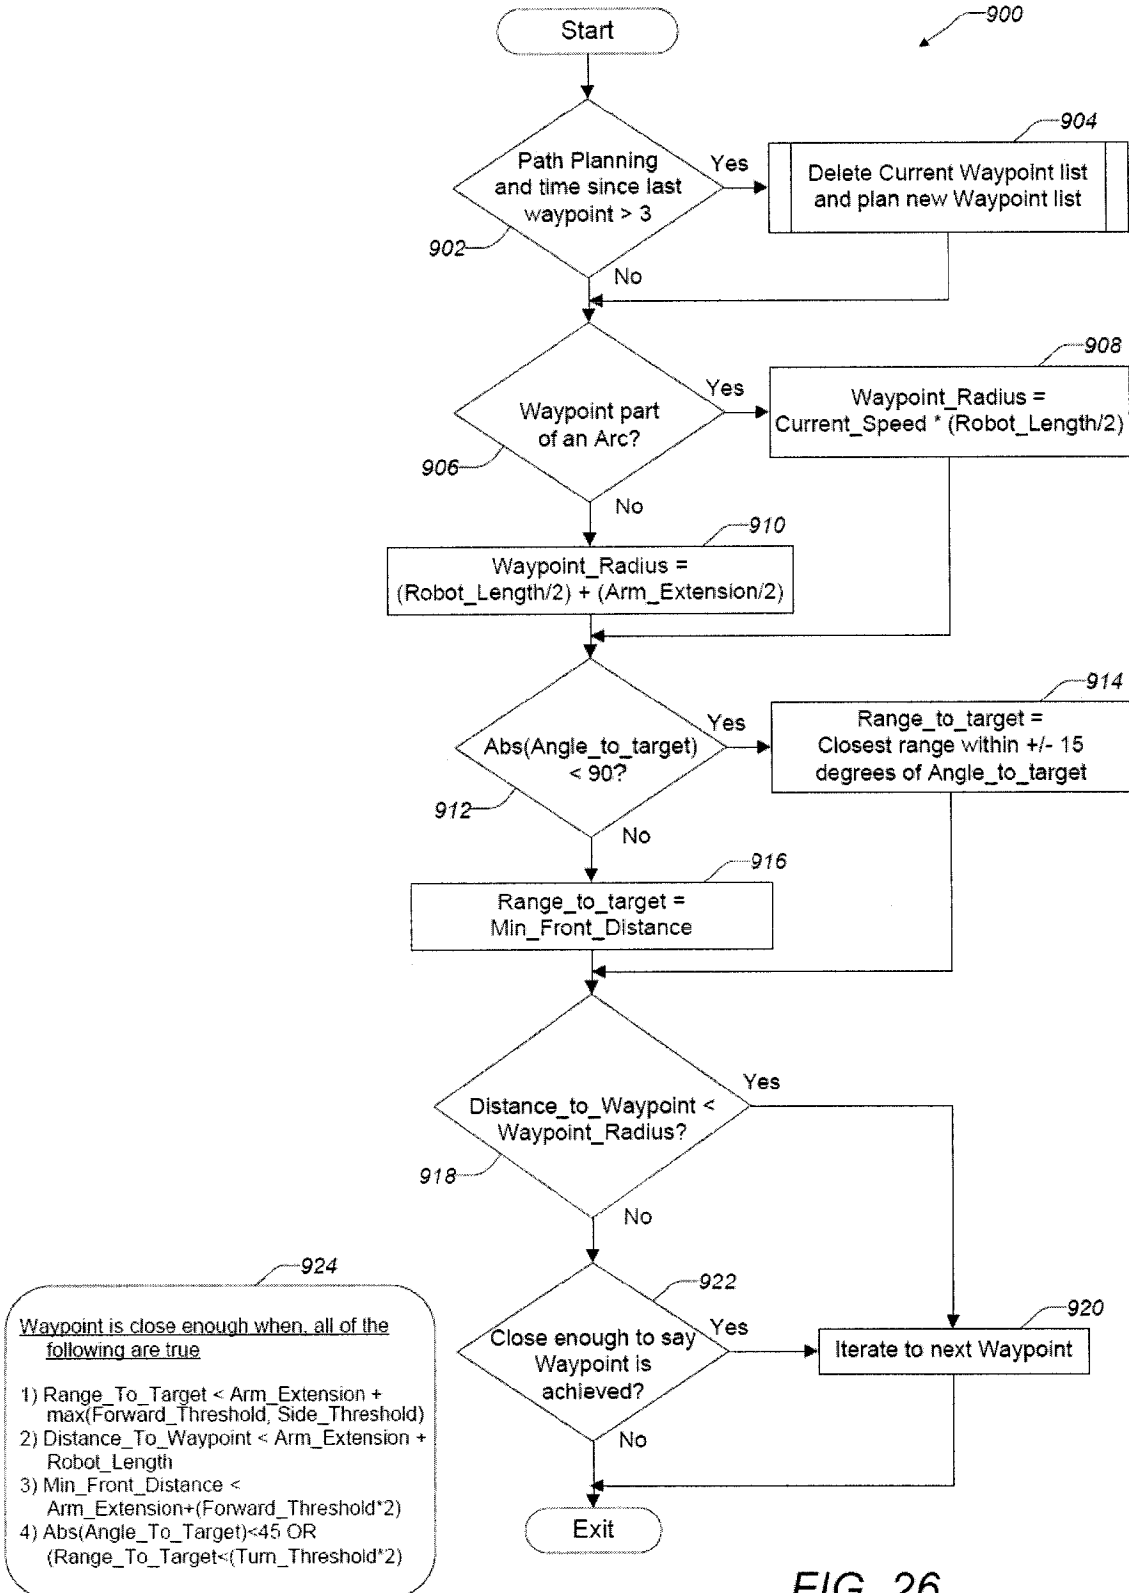 Start
900
Path Planning
and time since last
waypoint > 3
Yes
902
No
904
Delete Current Waypoint list
and plan new Waypoint list
Waypoint part
of an Arc?
Yes
906
No
908
Waypoint_Radius =
Current_Speed * (Robot_Length/2)
910
Waypoint_Radius =
(Robot_Length/2) + (Arm_Extension/2)
Abs(Angle_to_target)
< 90?
Yes
912
No
914
Range_to_target =
Closest range within +/- 15
degrees of Angle_to_target
916
Range_to_target =
Min_Front_Distance
Distance_to_Waypoint <
Waypoint_Radius?
Yes
918
No
922
Close enough to say
Waypoint is
achieved?
Yes
No
920
Iterate to next Waypoint
924
Waypoint is close enough when, all of the
following are true
1) Range_To_Target < Arm_Extension +
max(Forward_Threshold, Side_Threshold)
2) Distance_To_Waypoint < Arm_Extension +
Robot_Length
3) Min_Front_Distance <
Arm_Extension+(Forward_Threshold*2)
4) Abs(Angle_To_Target)<45 OR
(Range_To_Target<(Turn_Threshold*2)
Exit
FIG. 26